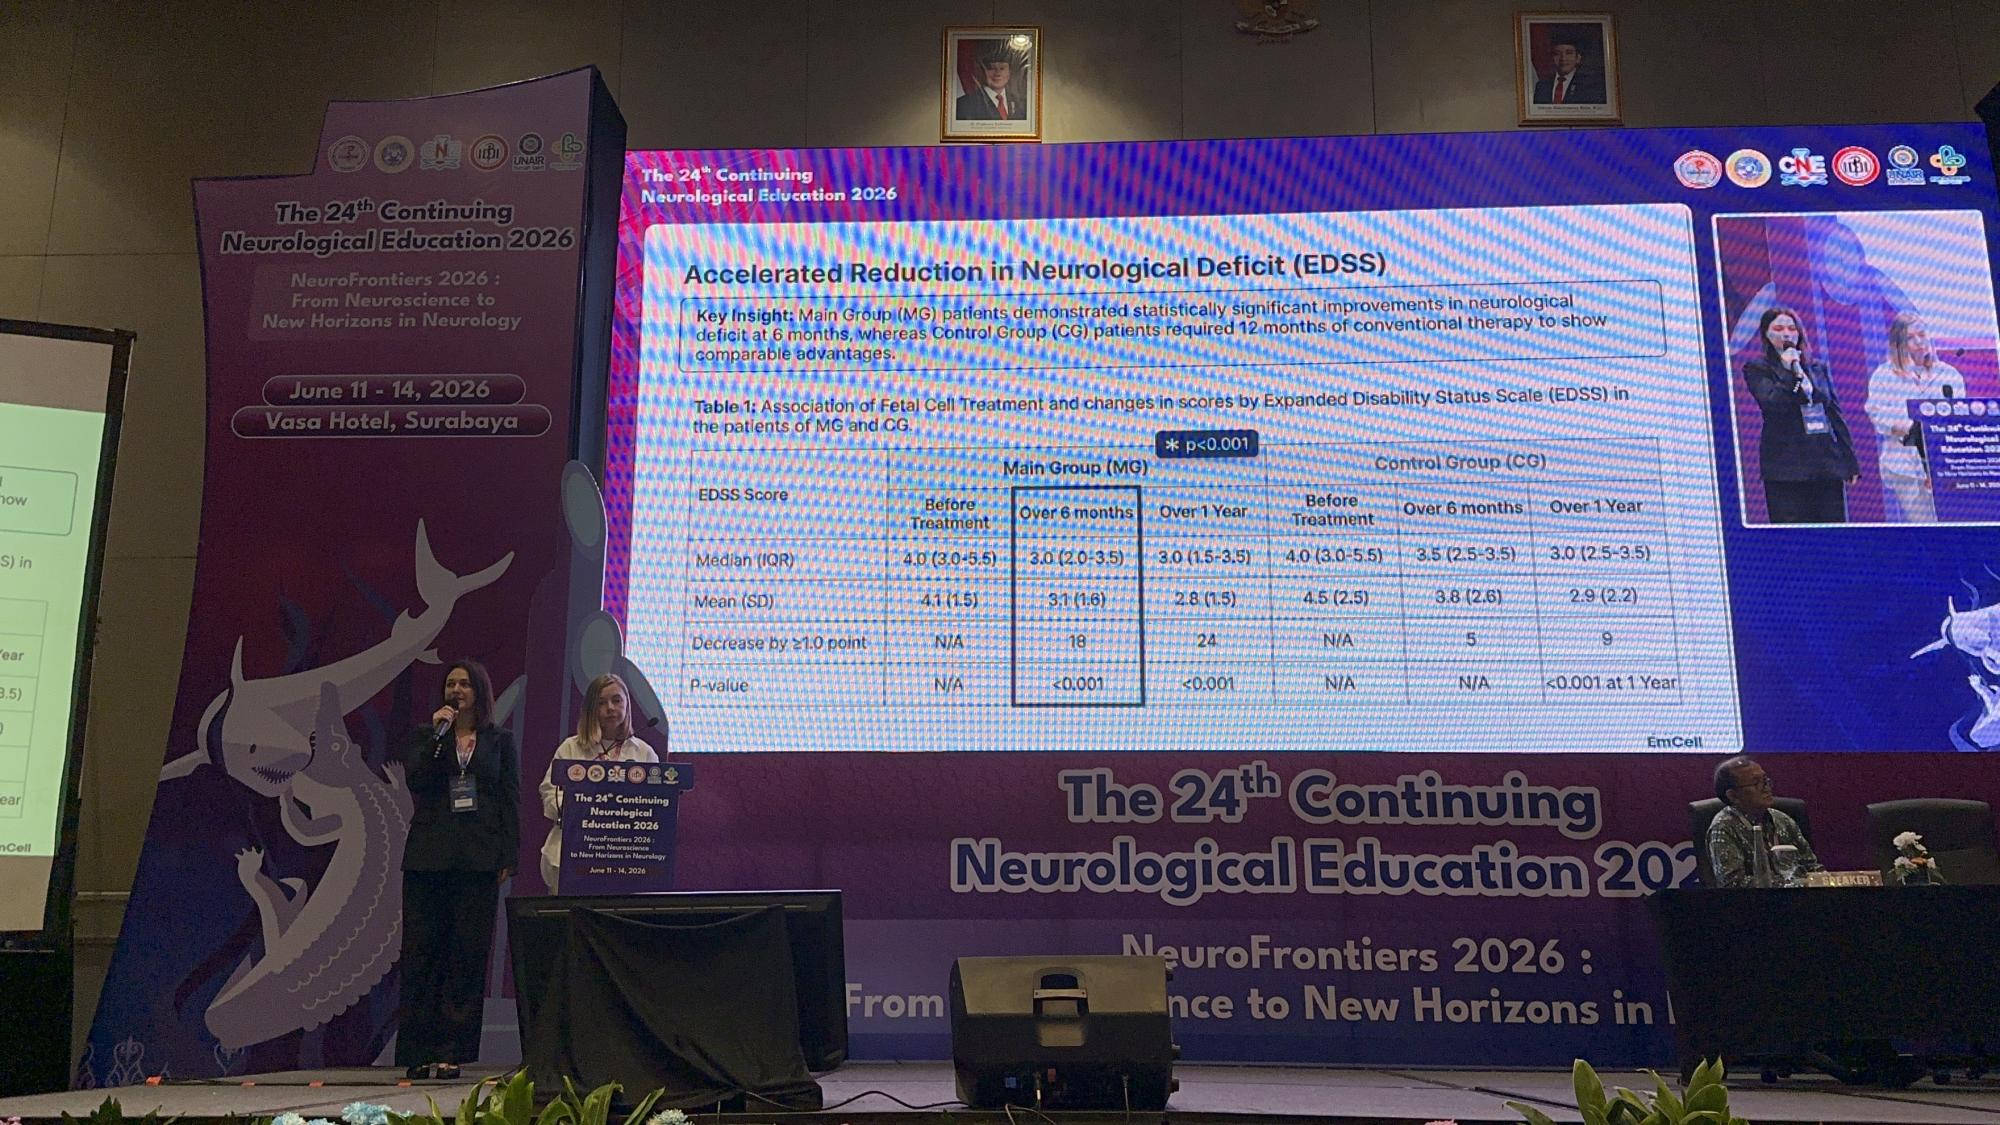 The 24th Continuing
Neurological Education 2026
NeuroFrontiers 2026 :
From Neuroscience to
New Horizons in Neurology
June 11 - 14, 2026
Vasa Hotel, Surabaya
UNAIR
The 24th Continuing
Neurological Education 2026
CNE
UNAIR
Accelerated Reduction in Neurological Deficit (EDSS)
Key Insight: Main Group (MG) patients demonstrated statistically significant improvements in neurological
deficit at 6 months, whereas Control Group (CG) patients required 12 months of conventional therapy to show
comparable advantages.
Table 1: Association of Fetal Cell Treatment and changes in scores by Expanded Disability Status Scale (EDSS) in
the patients of MG and CG.
* p<0.001
EDSS Score Main Group (MG) Control Group (CG)
Before Treatment Over 6 months Over 1 Year Before Treatment Over 6 months Over 1 Year
Median (IQR) 4.0 (3.0-5.5) 3.0 (2.0-3.5) 3.0 (1.5-3.5) 4.0 (3.0-5.5) 3.5 (2.5-3.5) 3.0 (2.5-3.5)
Mean (SD) 4.1 (1.5) 3.1 (1.6) 2.8 (1.5) 4.5 (2.5) 3.8 (2.6) 2.9 (2.2)
Decrease by ≥1.0 point N/A 18 24 N/A 5 9
P-value N/A <0.001 <0.001 N/A N/A <0.001 at 1 Year
EmCell
CNE
The 24th Continuing
Neurological
Education 2026
NeuroFrontiers 2026 :
From Neuroscience
to New Horizons in Neurology
June 11 - 14, 2026
The 24th Continuing
Neurological Education 202
NeuroFrontiers 2026 :
From nce to New Horizons in
SPEAKER